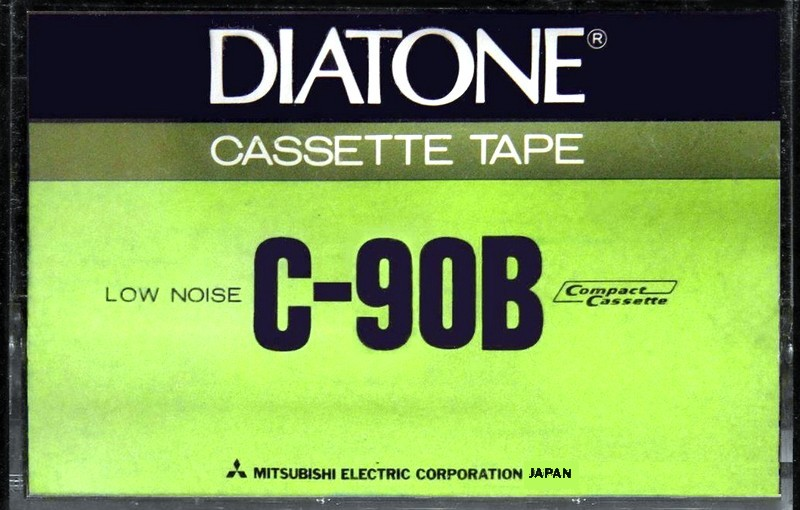 DIATONE®
CASSETTE TAPE
LOW NOISE C-90B Compact Cassette
MITSUBISHI ELECTRIC CORPORATION JAPAN